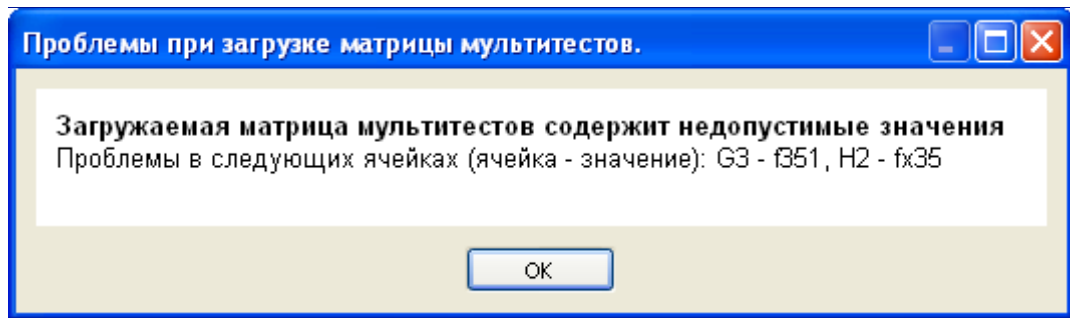 Проблемы при загрузке матрицы мультитестов.
Загружаемая матрица мультитестов содержит недопустимые значения
Проблемы в следующих ячейках (ячейка - значение): G3 - f351, H2 - fx35
OK